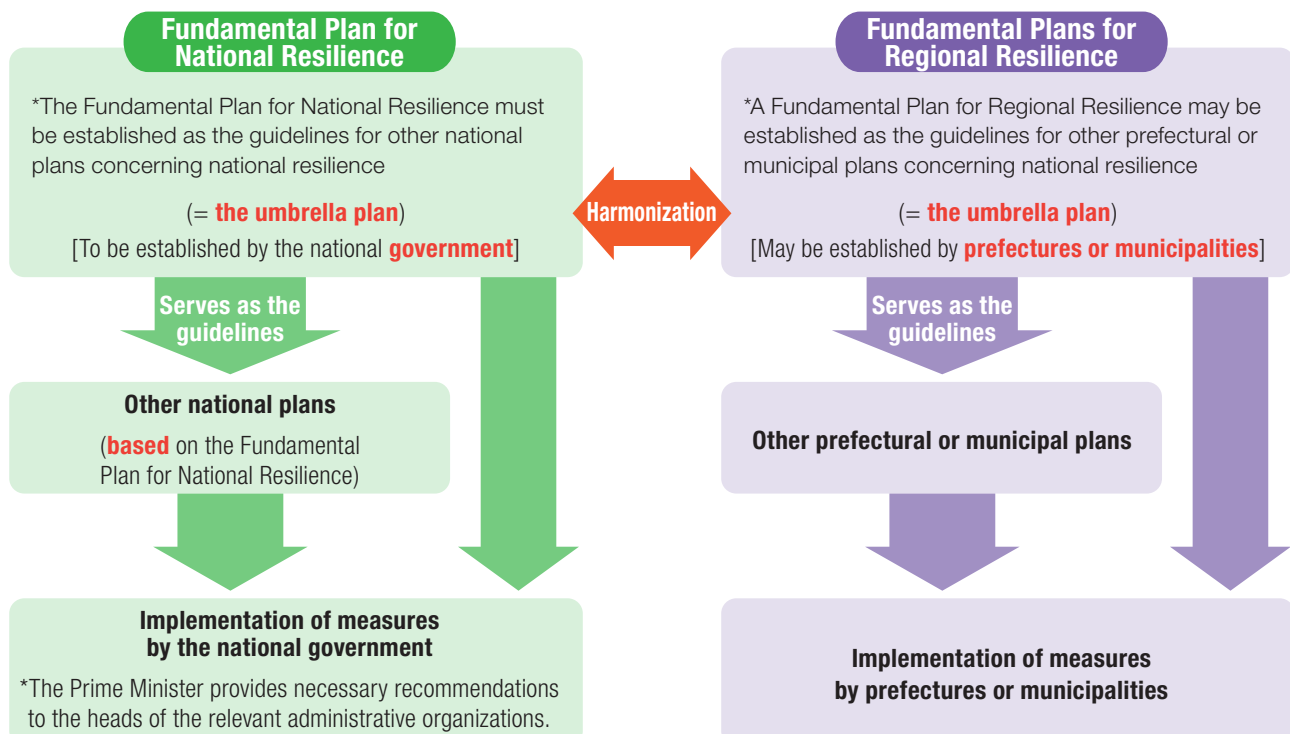 Fundamental Plan for
National Resilience
*The Fundamental Plan for National Resilience must
be established as the guidelines for other national
plans concerning national resilience
(= the umbrella plan)
[To be established by the national government]
Harmonization
Fundamental Plans for
Regional Resilience
*A Fundamental Plan for Regional Resilience may be
established as the guidelines for other prefectural or
municipal plans concerning national resilience
(= the umbrella plan)
[May be established by prefectures or municipalities]
Serves as the
guidelines
Other national plans
(based on the Fundamental
Plan for National Resilience)
Implementation of measures
by the national government
*The Prime Minister provides necessary recommendations
to the heads of the relevant administrative organizations.
Serves as the
guidelines
Other prefectural or municipal plans
Implementation of measures
by prefectures or municipalities